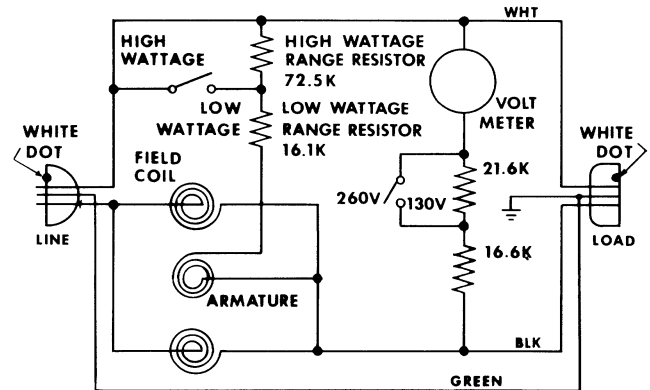 WHT
HIGH WATTAGE
HIGH WATTAGE
RANGE RESISTOR
72.5K
LOW WATTAGE
LOW WATTAGE
RANGE RESISTOR
16.1K
VOLT METER
WHITE DOT
WHITE DOT
FIELD COIL
21.6K
260V
130V
LINE
LOAD
16.6K
ARMATURE
BLK
GREEN